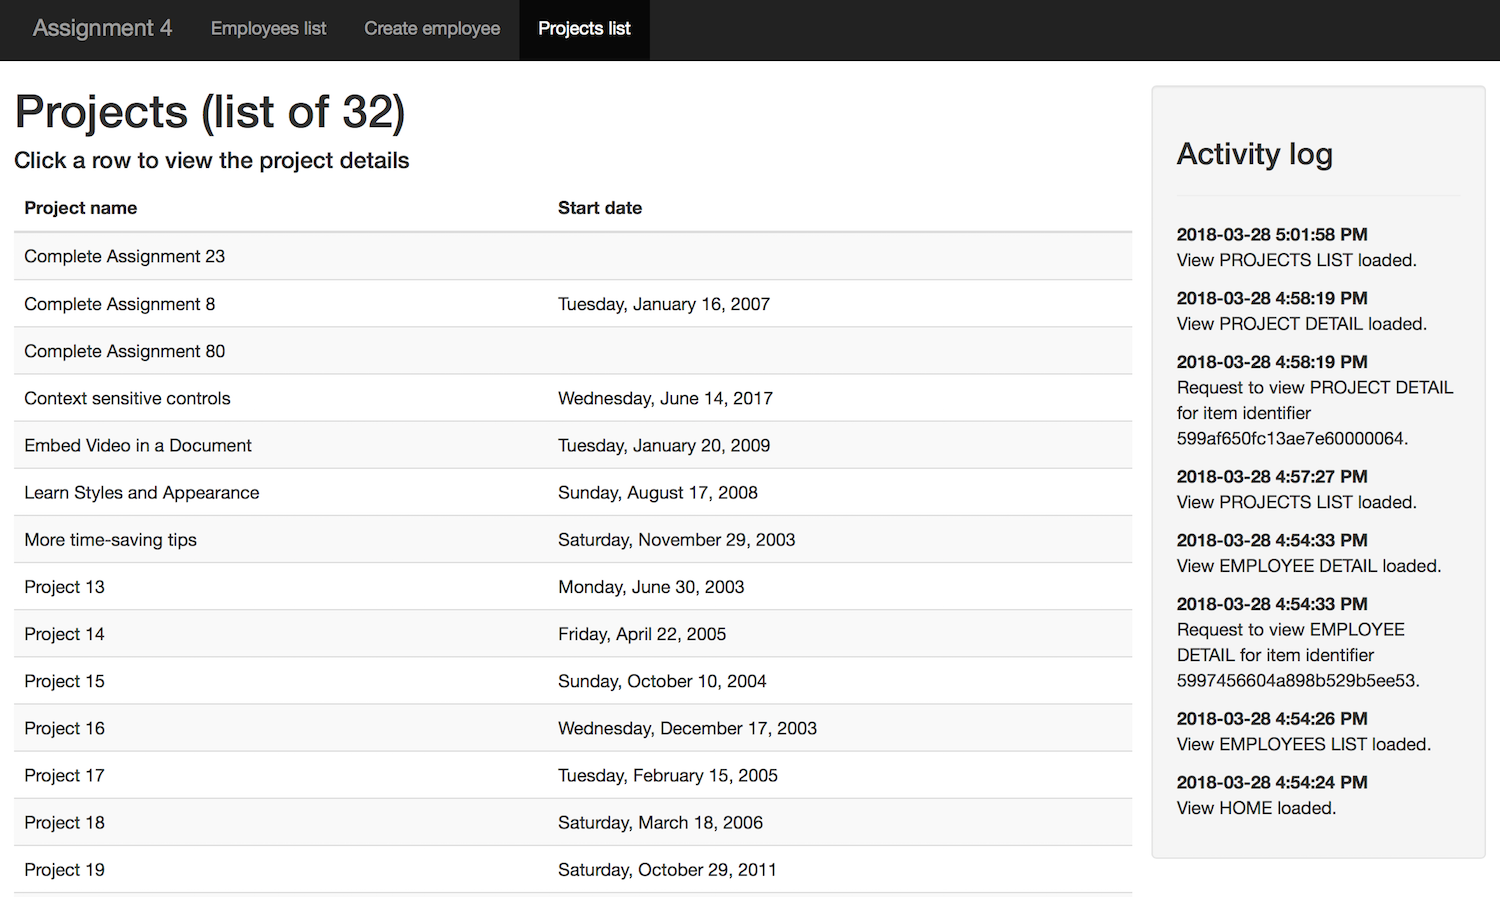 Assignment 4 Employees list Create employee Projects list
Projects (list of 32)
Click a row to view the project details
Project name Start date
Complete Assignment 23
Complete Assignment 8 Tuesday, January 16, 2007
Complete Assignment 80
Context sensitive controls Wednesday, June 14, 2017
Embed Video in a Document Tuesday, January 20, 2009
Learn Styles and Appearance Sunday, August 17, 2008
More time-saving tips Saturday, November 29, 2003
Project 13 Monday, June 30, 2003
Project 14 Friday, April 22, 2005
Project 15 Sunday, October 10, 2004
Project 16 Wednesday, December 17, 2003
Project 17 Tuesday, February 15, 2005
Project 18 Saturday, March 18, 2006
Project 19 Saturday, October 29, 2011
Activity log
2018-03-28 5:01:58 PM
View PROJECTS LIST loaded.
2018-03-28 4:58:19 PM
View PROJECT DETAIL loaded.
2018-03-28 4:58:19 PM
Request to view PROJECT DETAIL
for item identifier
599af650fc13ae7e60000064.
2018-03-28 4:57:27 PM
View PROJECTS LIST loaded.
2018-03-28 4:54:33 PM
View EMPLOYEE DETAIL loaded.
2018-03-28 4:54:33 PM
Request to view EMPLOYEE
DETAIL for item identifier
5997456604a898b529b5ee53.
2018-03-28 4:54:26 PM
View EMPLOYEES LIST loaded.
2018-03-28 4:54:24 PM
View HOME loaded.